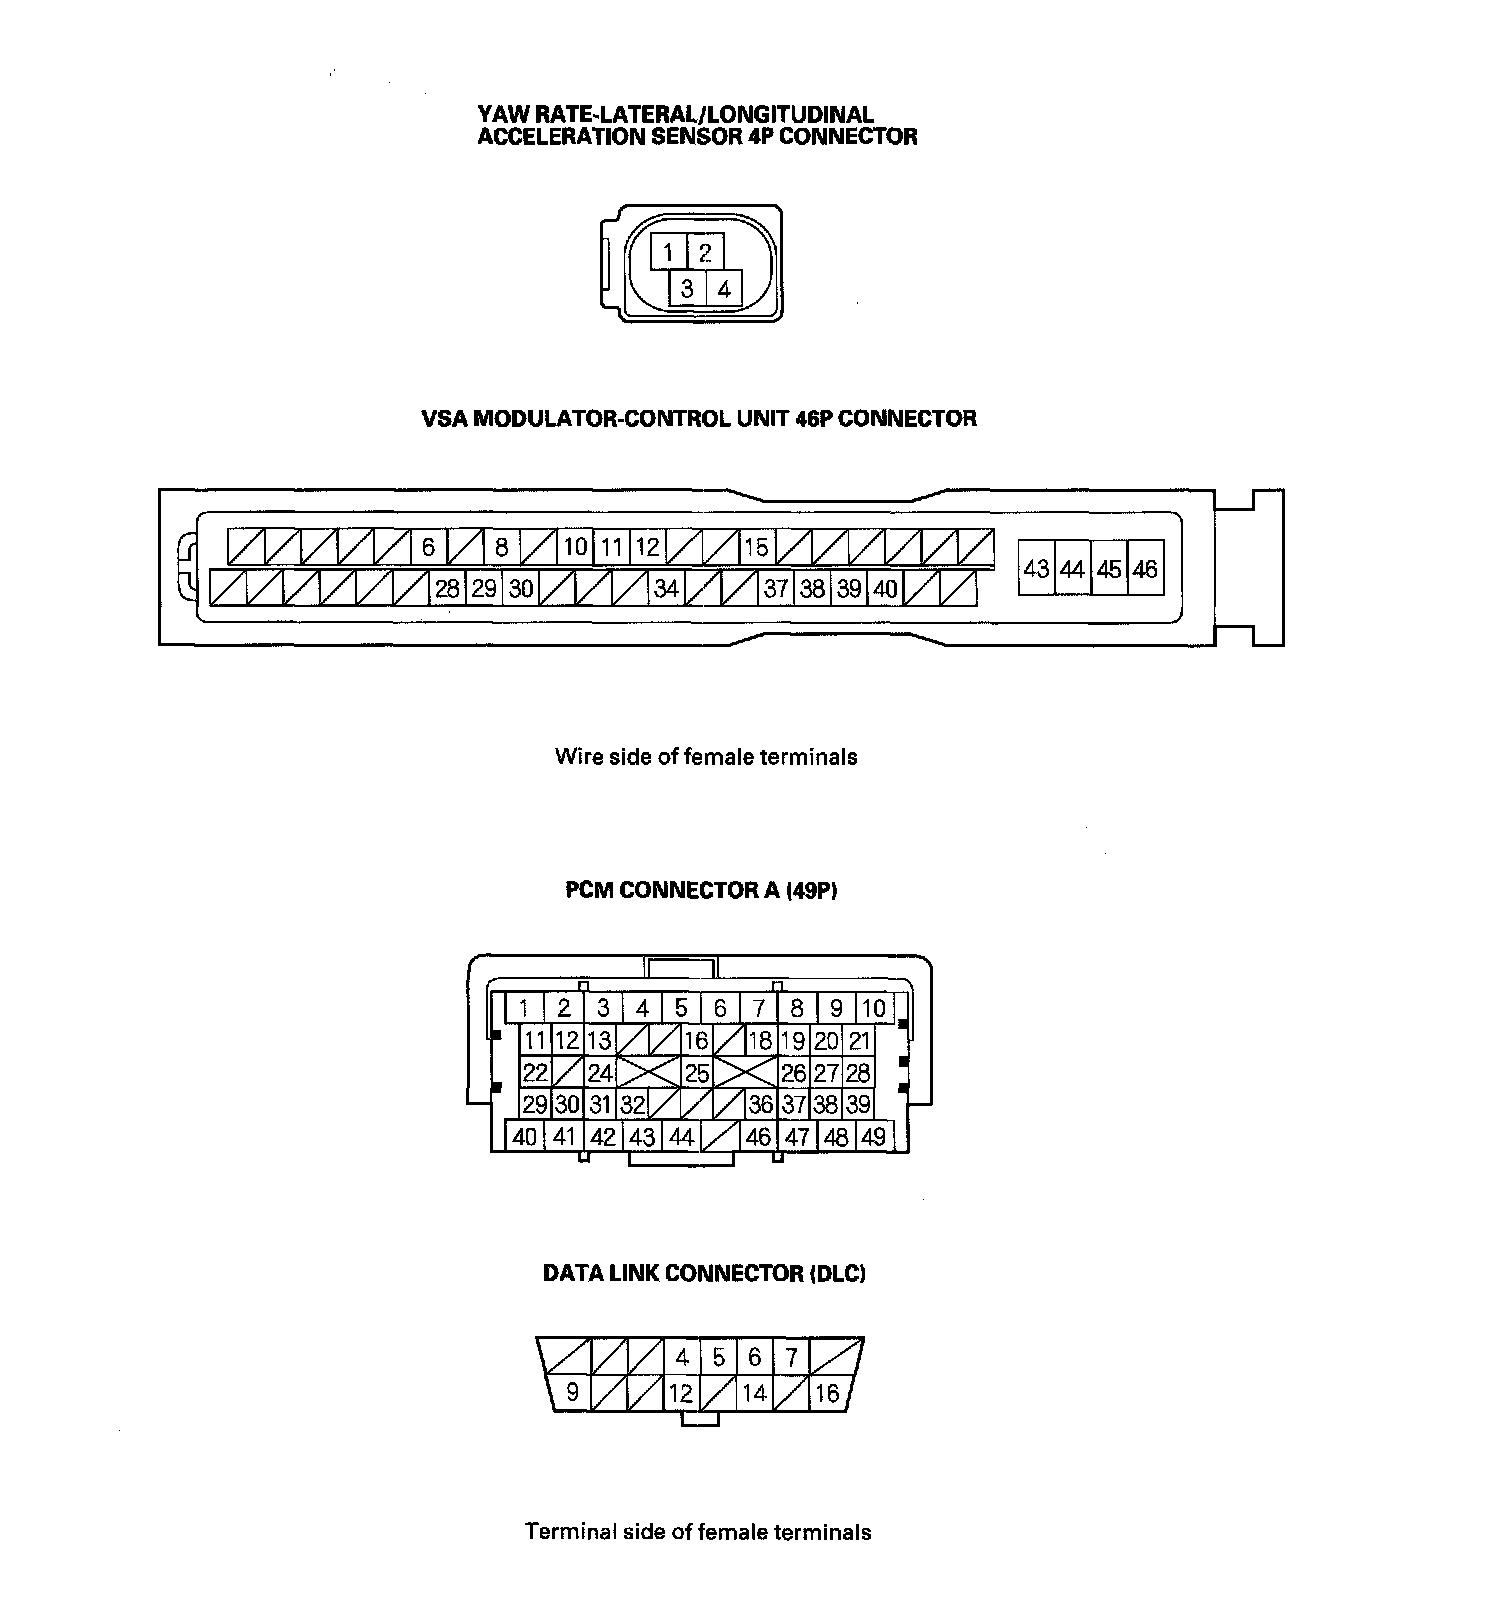 YAW RATE-LATERAL/LONGITUDINAL
ACCELERATION SENSOR 4P CONNECTOR
1 2
3 4
VSA MODULATOR-CONTROL UNIT 46P CONNECTOR
6 8 10 11 12 15
43 44 45 46
28 29 30 34 37 38 39 40
Wire side of female terminals
PCM CONNECTOR A (49P)
1 2 3 4 5 6 7 8 9 10
11 12 13 16 18 19 20 21
22 24 25 26 27 28
29 30 31 32 36 37 38 39
40 41 42 43 44 46 47 48 49
DATA LINK CONNECTOR (DLC)
4 5 6 7
9 12 14 16
Terminal side of female terminals